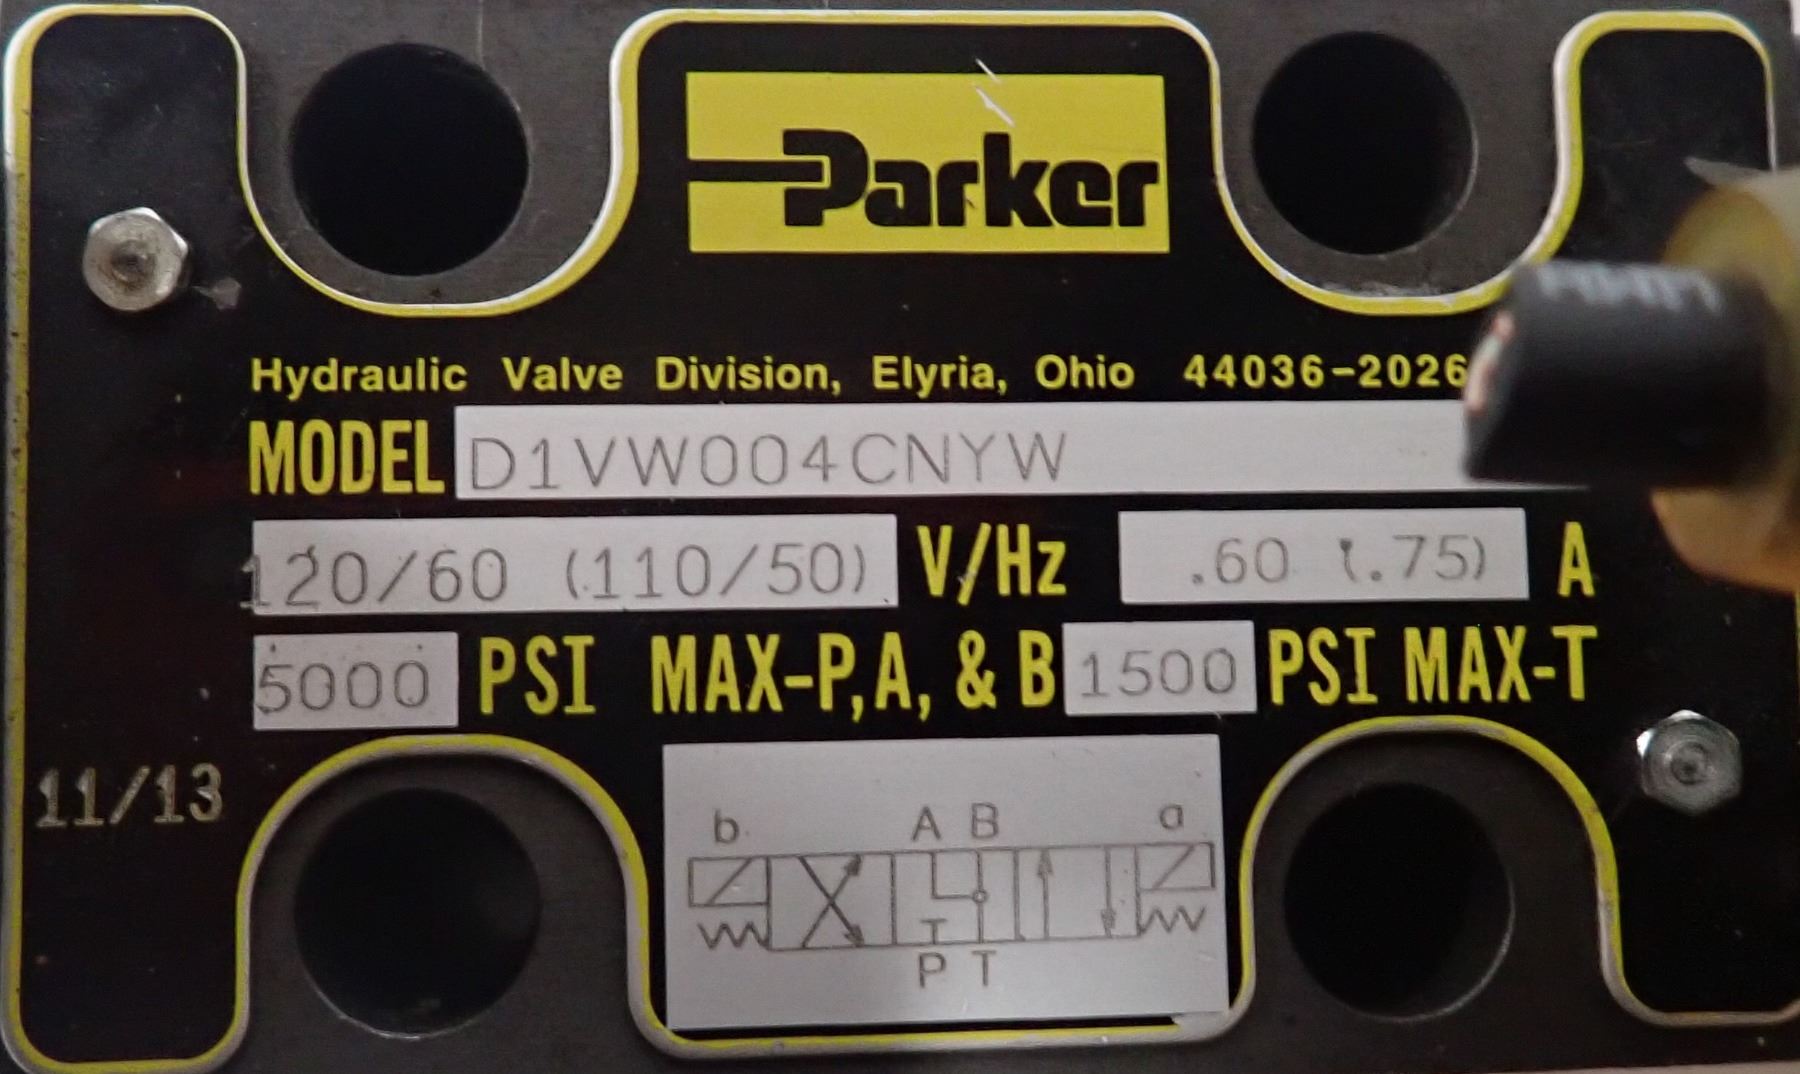 Parker
Hydraulic Valve Division, Elyria, Ohio 44036-2026
MODEL D1VW004CNYW
120/60 (110/50) V/Hz .60 (.75) A
5000 PSI MAX-P, A, & B 1500 PSI MAX-T
11/13
b A B a
T
P T